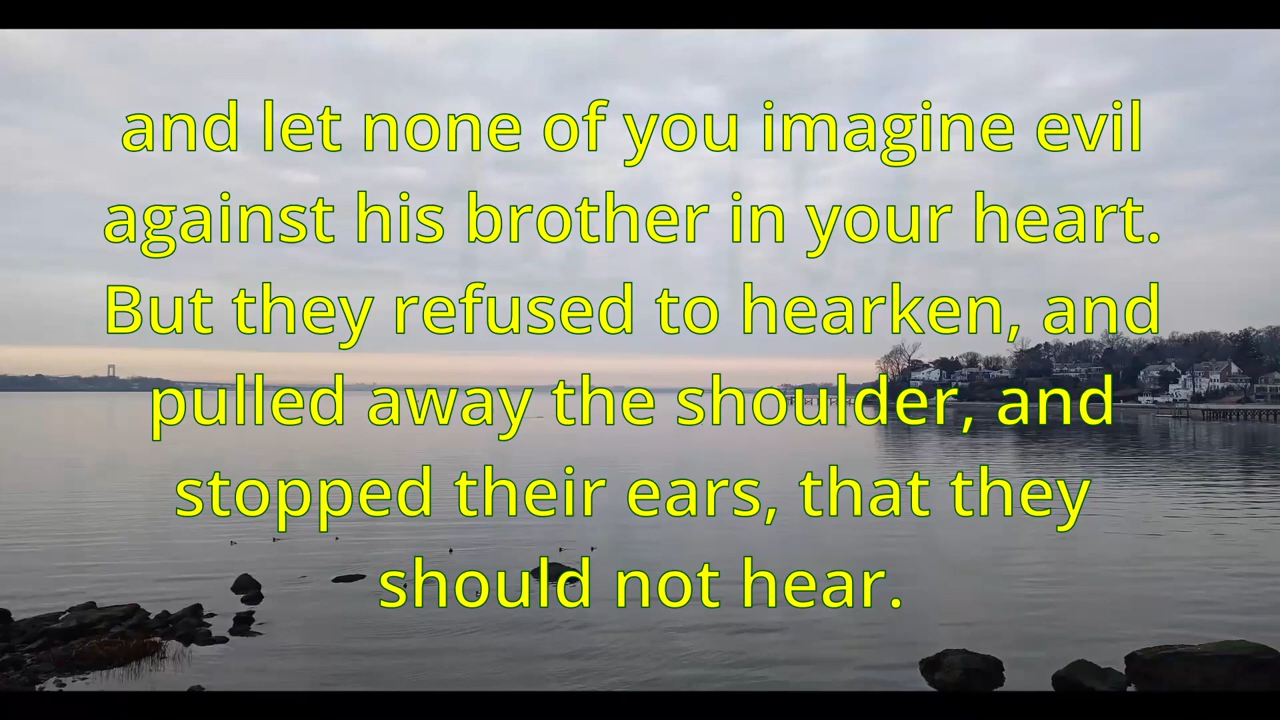 and let none of you imagine evil
against his brother in your heart.
But they refused to hearken, and
pulled away the shoulder, and
stopped their ears, that they
should not hear.